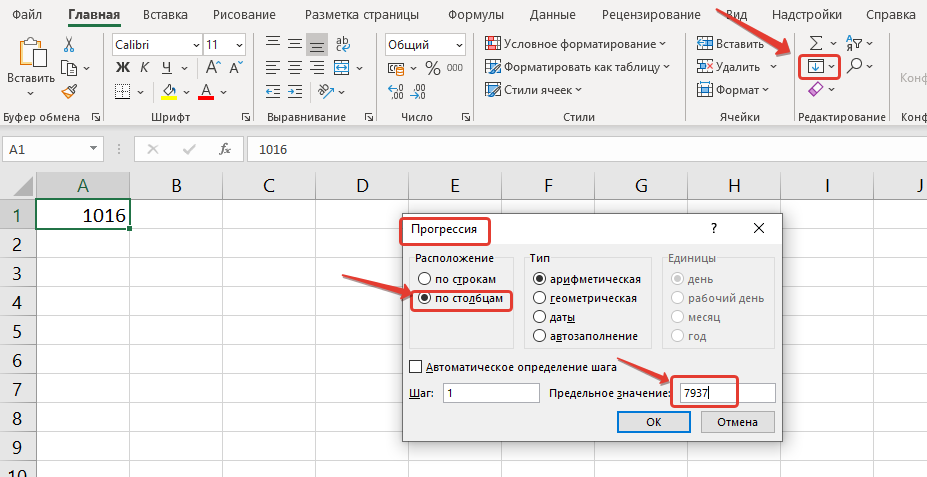 Файл Главная Вставка Рисование Разметка страницы Формулы Данные Рецензирование Вид Надстройки Справка
Calibri 11 Общий Условное форматирование Вставить
Вставить Ж К Ч % 000 Форматировать как таблицу Удалить
Стили ячеек Формат
Буфер обмена Шрифт Выравнивание Число Стили Ячейки Редактирование
A1 fx 1016
A B C D E F G H I J
1 1016
Прогрессия ?
2
Расположение Тип Единицы
3 по строкам арифметическая день
4 по столбцам геометрическая рабочий день
5 даты месяц
автозаполнение год
6
Автоматическое определение шага
7 Шаг: 1 Предельное значение: 7937
8 ОК Отмена
9
10